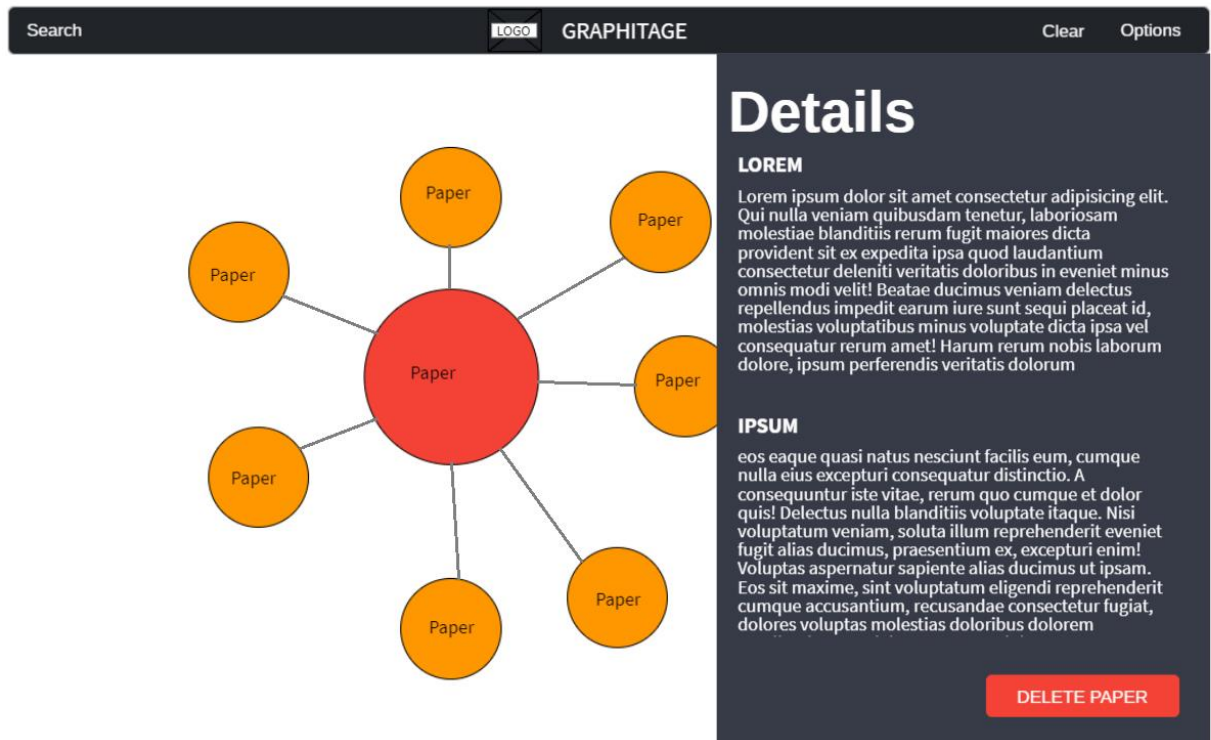 Search
LOGO
GRAPHITAGE
Clear
Options
Paper
Paper
Paper
Paper
Paper
Paper
Paper
Paper
Details
LOREM
Lorem ipsum dolor sit amet consectetur adipisicing elit.
Qui nulla veniam quibusdam tenetur, laboriosam
molestiae blanditiis rerum fugit maiores dicta
provident sit ex expedita ipsa quod laudantium
consectetur deleniti veritatis doloribus in eveniet minus
omnis modi velit! Beatae ducimus veniam delectus
repellendus impedit earum iure sunt sequi placeat id,
molestias voluptatibus minus voluptate dicta ipsa vel
consequatur rerum amet! Harum rerum nobis laborum
dolore, ipsum perferendis veritatis dolorum
IPSUM
eos eaque quasi natus nesciunt facilis eum, cumque
nulla eius excepturi consequatur distinctio. A
consequuntur iste vitae, rerum quo cumque et dolor
quis! Delectus nulla blanditiis voluptate itaque. Nisi
voluptatum veniam, soluta illum reprehenderit eveniet
fugit alias ducimus, praesentium ex, excepturi enim!
Voluptas aspernatur sapiente alias ducimus ut ipsam.
Eos sit maxime, sint voluptatum eligendi reprehenderit
cumque accusantium, recusandae consectetur fugiat,
dolores voluptas molestias doloribus dolorem
DELETE PAPER